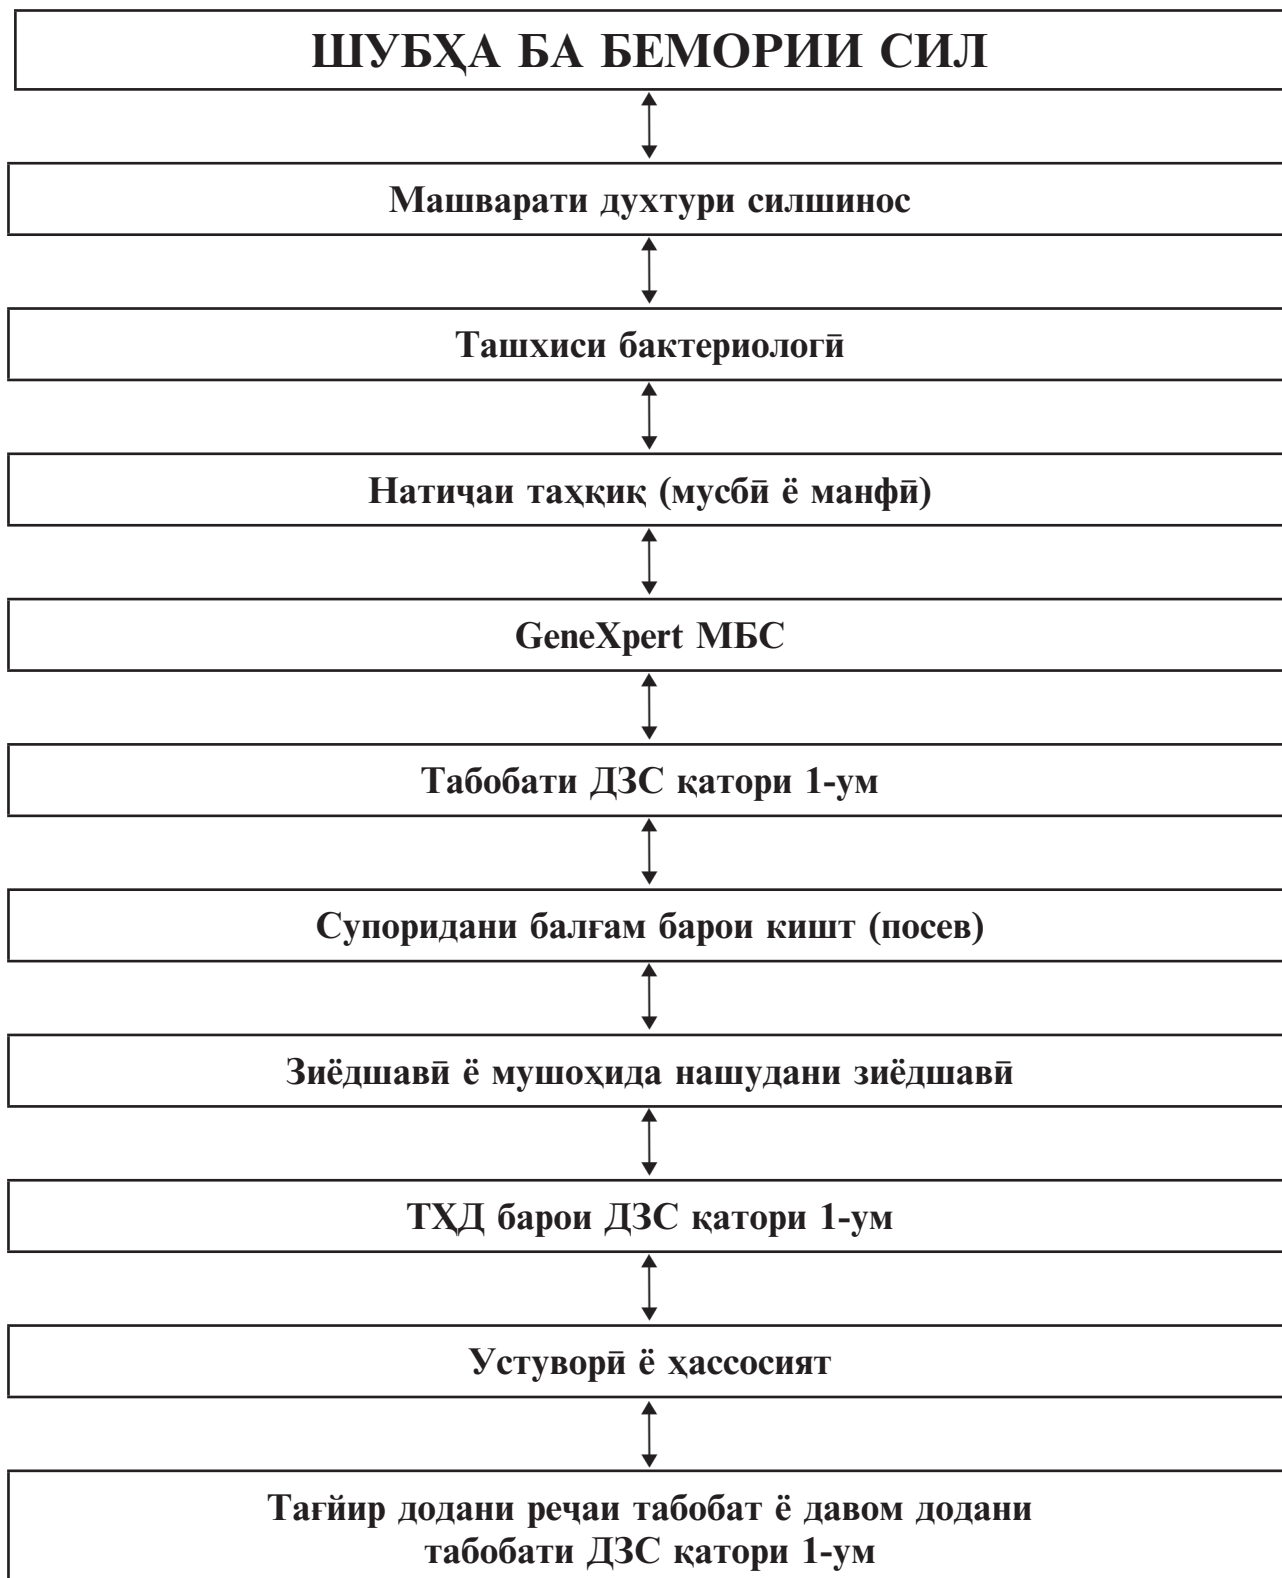 ШУБҲА БА БЕМОРИИ СИЛ
Машварати духтури силшинос
Ташхиси бактериологӣ
Натиҷаи таҳқиқ (мусбӣ ё манфӣ)
GeneXpert МБС
Табобати ДЗС қатори 1-ум
Супоридани балғам барои кишт (посев)
Зиёдшавӣ ё мушоҳида нашудани зиёдшавӣ
ТҲД барои ДЗС қатори 1-ум
Устуворӣ ё ҳассосият
Тағйир додани реҷаи табобат ё давом додани
табобати ДЗС қатори 1-ум